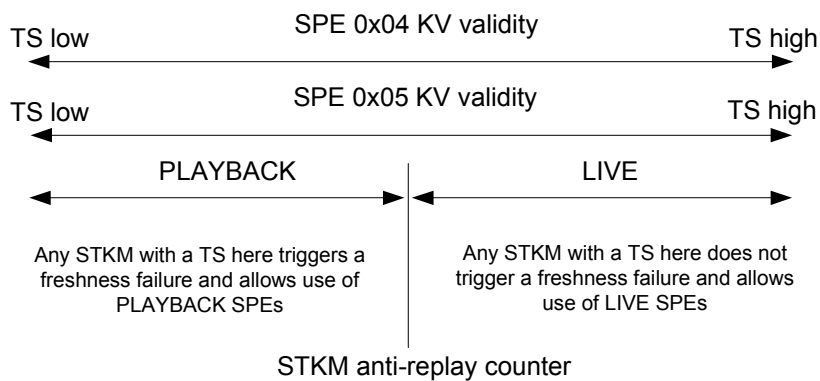 SPE 0x04 KV validity
TS low
TS high
SPE 0x05 KV validity
TS low
TS high
PLAYBACK
LIVE
Any STKM with a TS here triggers a
freshness failure and allows use of
PLAYBACK SPEs
Any STKM with a TS here does not
trigger a freshness failure and allows
use of LIVE SPEs
STKM anti-replay counter